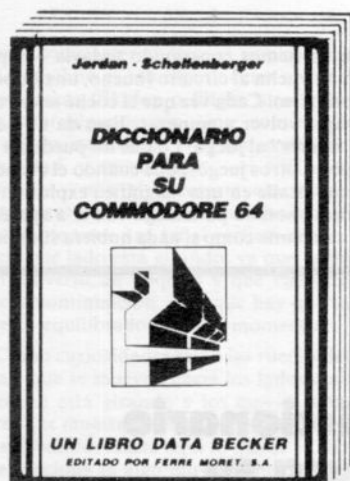 Jordan - Schellenberger
DICCIONARIO
PARA
SU
COMMODORE 64
UN LIBRO DATA BECKER
EDITADO POR FERRE MORET, S.A.